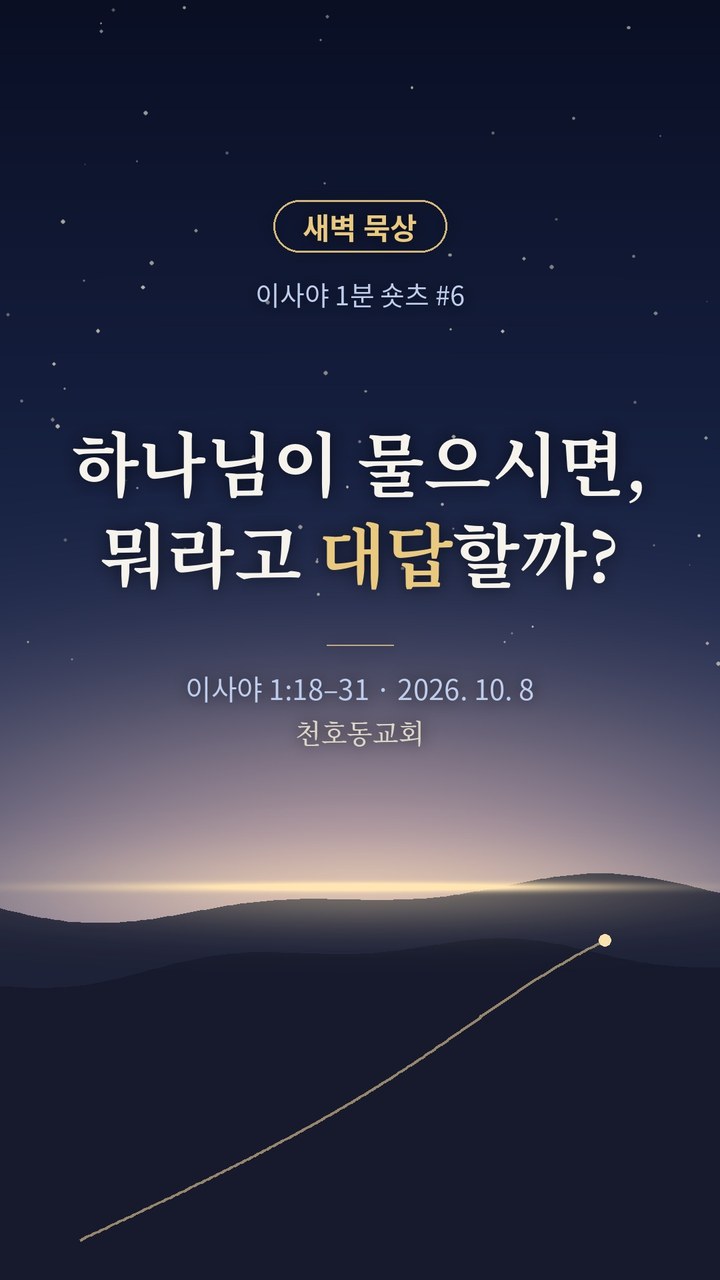 새벽 묵상
이사야 1분 숏츠 #6
하나님이 물으시면,
뭐라고 대답할까?
이사야 1:18–31 · 2026. 10. 8
천호동교회